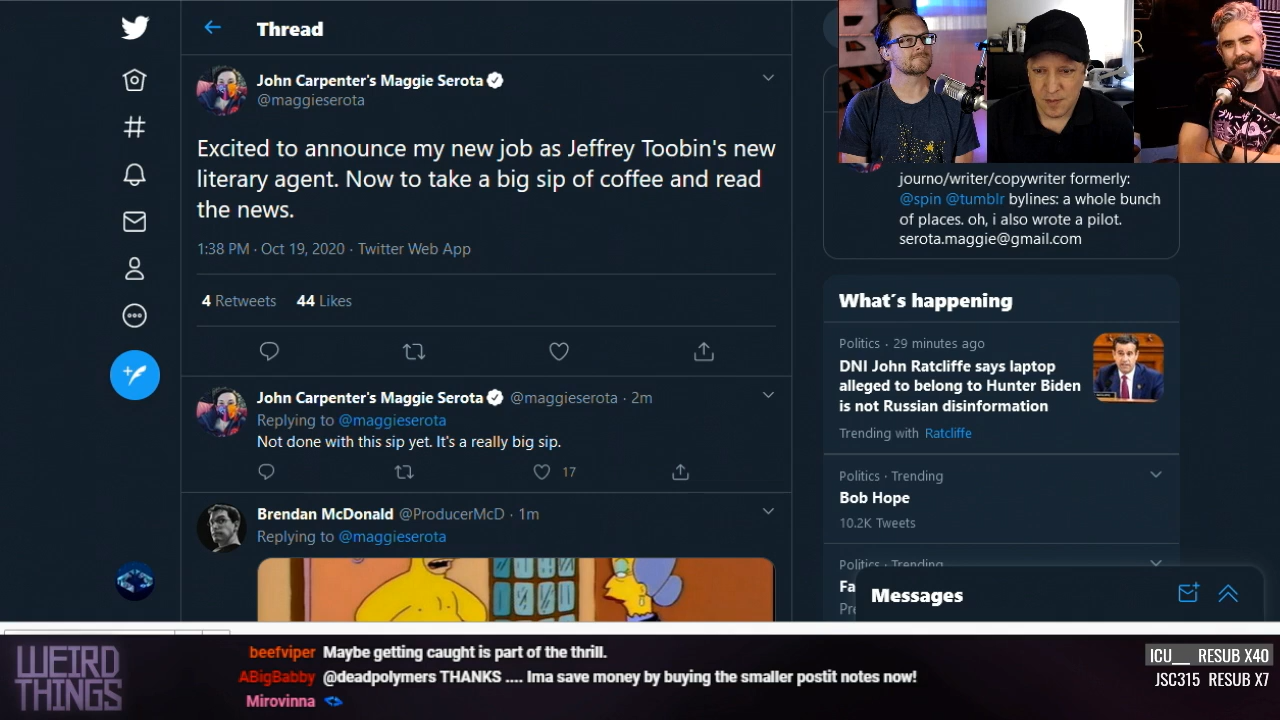 Thread
John Carpenter's Maggie Serota
@maggieserota
Excited to announce my new job as Jeffrey Toobin's new
literary agent. Now to take a big sip of coffee and read
the news.
1:38 PM · Oct 19, 2020 · Twitter Web App
4 Retweets 44 Likes
John Carpenter's Maggie Serota @maggieserota · 2m
Replying to @maggieserota
Not done with this sip yet. It's a really big sip.
17
Brendan McDonald @ProducerMcD · 1m
Replying to @maggieserota
journo/writer/copywriter formerly:
@spin @tumblr bylines: a whole bunch
of places. oh, i also wrote a pilot.
serota.maggie@gmail.com
What´s happening
Politics · 29 minutes ago
DNI John Ratcliffe says laptop
alleged to belong to Hunter Biden
is not Russian disinformation
Trending with Ratcliffe
Politics · Trending
Bob Hope
10.2K Tweets
Politics · Trending
Messages
WEIRD
THINGS
beefviper Maybe getting caught is part of the thrill.
ABigBabby @deadpolymers THANKS .... Ima save money by buying the smaller postit notes now!
Mirovinna
ICU__ RESUB X40
JSC315 RESUB X7